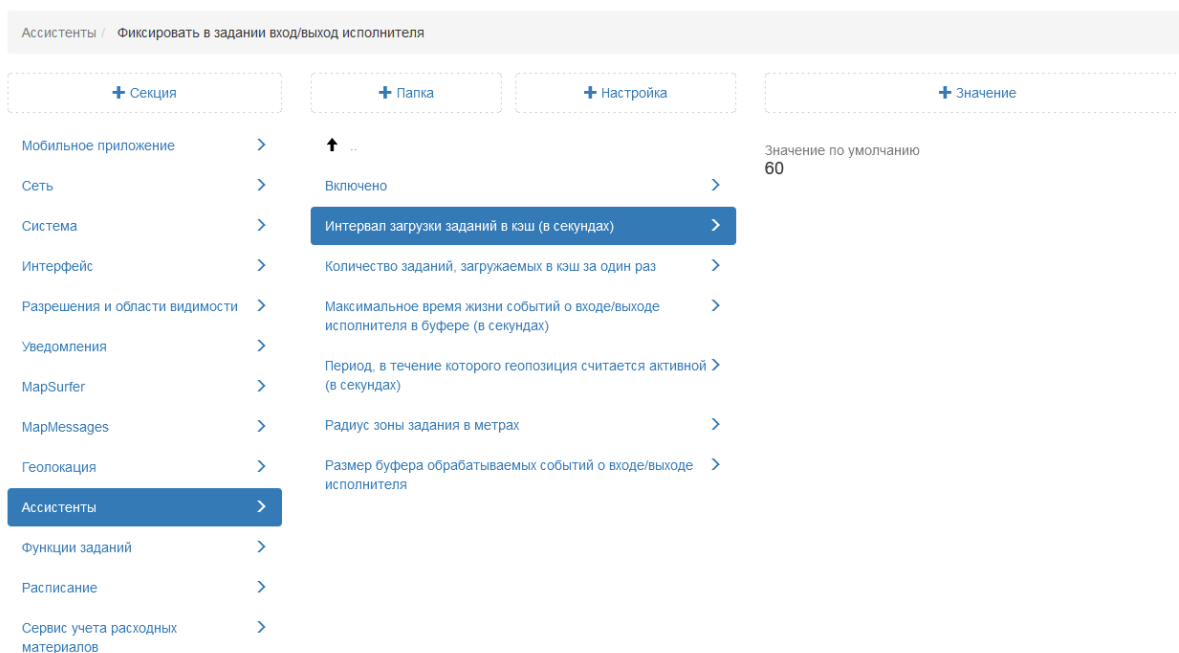 Ассистенты / Фиксировать в задании вход/выход исполнителя
+ Секция
+ Папка
+ Настройка
+ Значение
Мобильное приложение
Сеть
Система
Интерфейс
Разрешения и области видимости
Уведомления
MapSurfer
MapMessages
Геолокация
Ассистенты
Функции заданий
Расписание
Сервис учета расходных
материалов
..
Включено
Интервал загрузки заданий в кэш (в секундах)
Количество заданий, загружаемых в кэш за один раз
Максимальное время жизни событий о входе/выходе
исполнителя в буфере (в секундах)
Период, в течение которого геопозиция считается активной
(в секундах)
Радиус зоны задания в метрах
Размер буфера обрабатываемых событий о входе/выходе
исполнителя
Значение по умолчанию
60